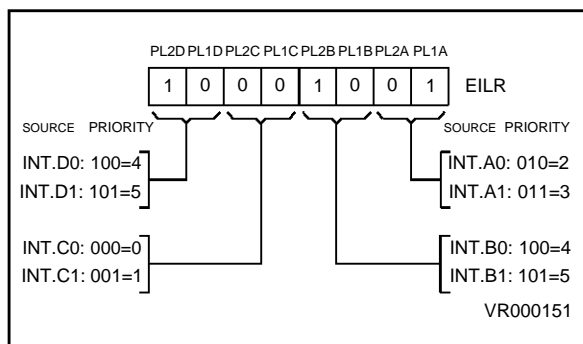 PL2D PL1D PL2C PL1C PL2B PL1B PL2A PL1A
1 0 0 0 1 0 0 1 EILR
SOURCE PRIORITY
INT.D0: 100=4
INT.D1: 101=5
INT.C0: 000=0
INT.C1: 001=1
SOURCE PRIORITY
INT.A0: 010=2
INT.A1: 011=3
INT.B0: 100=4
INT.B1: 101=5
VR000151